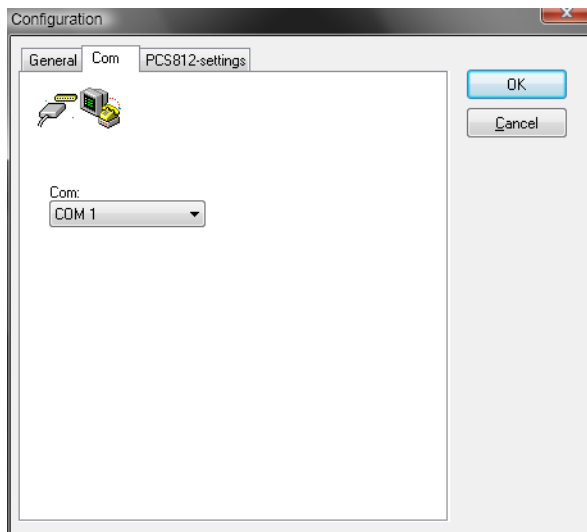 Configuration
General Com PCS812-settings
OK
Cancel
Com:
COM 1